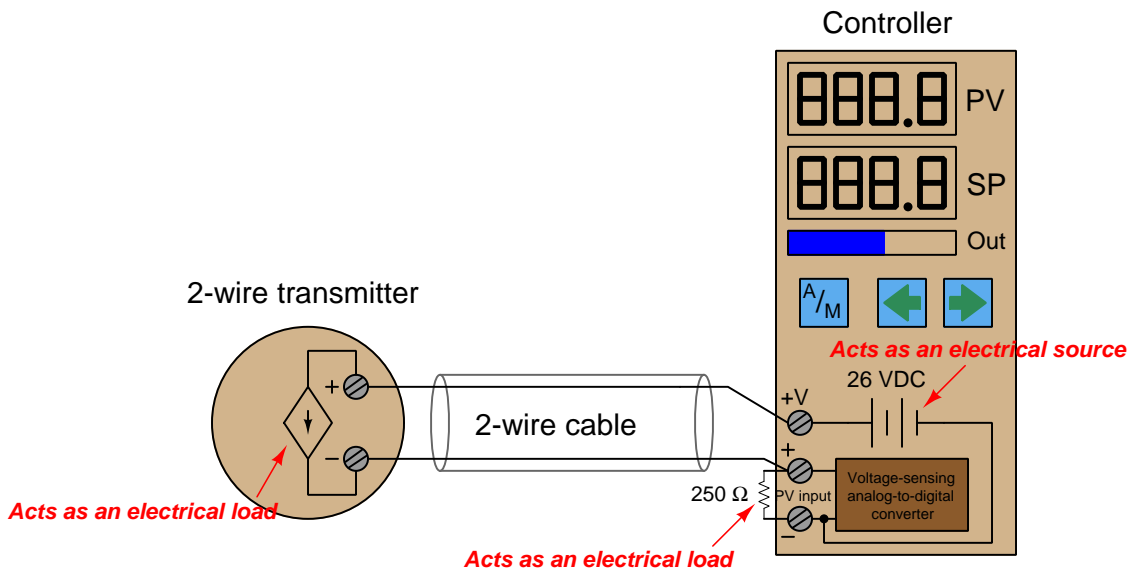 Controller
888.8 PV
888.8 SP
Out
2-wire transmitter
A/M
Acts as an electrical source
26 VDC
+V
+
2-wire cable
+
−
Voltage-sensing
analog-to-digital
converter
250 Ω
PV input
−
Acts as an electrical load
Acts as an electrical load